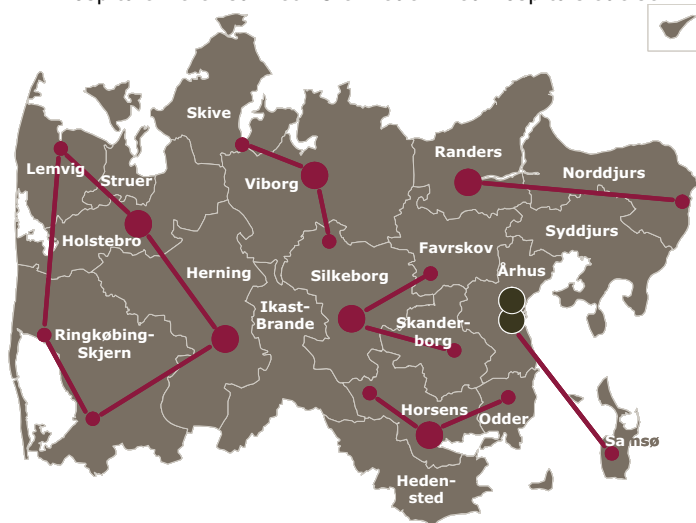 Skive
Randers
Lemvig
Struer
Viborg
Norddjurs
Syddjurs
Holstebro
Herning
Silkeborg
Favrskov
Århus
Ikast-
Brande
Ringkøbing-
Skjern
Skander-
borg
Horsens
Odder
Samsø
Heden-
sted